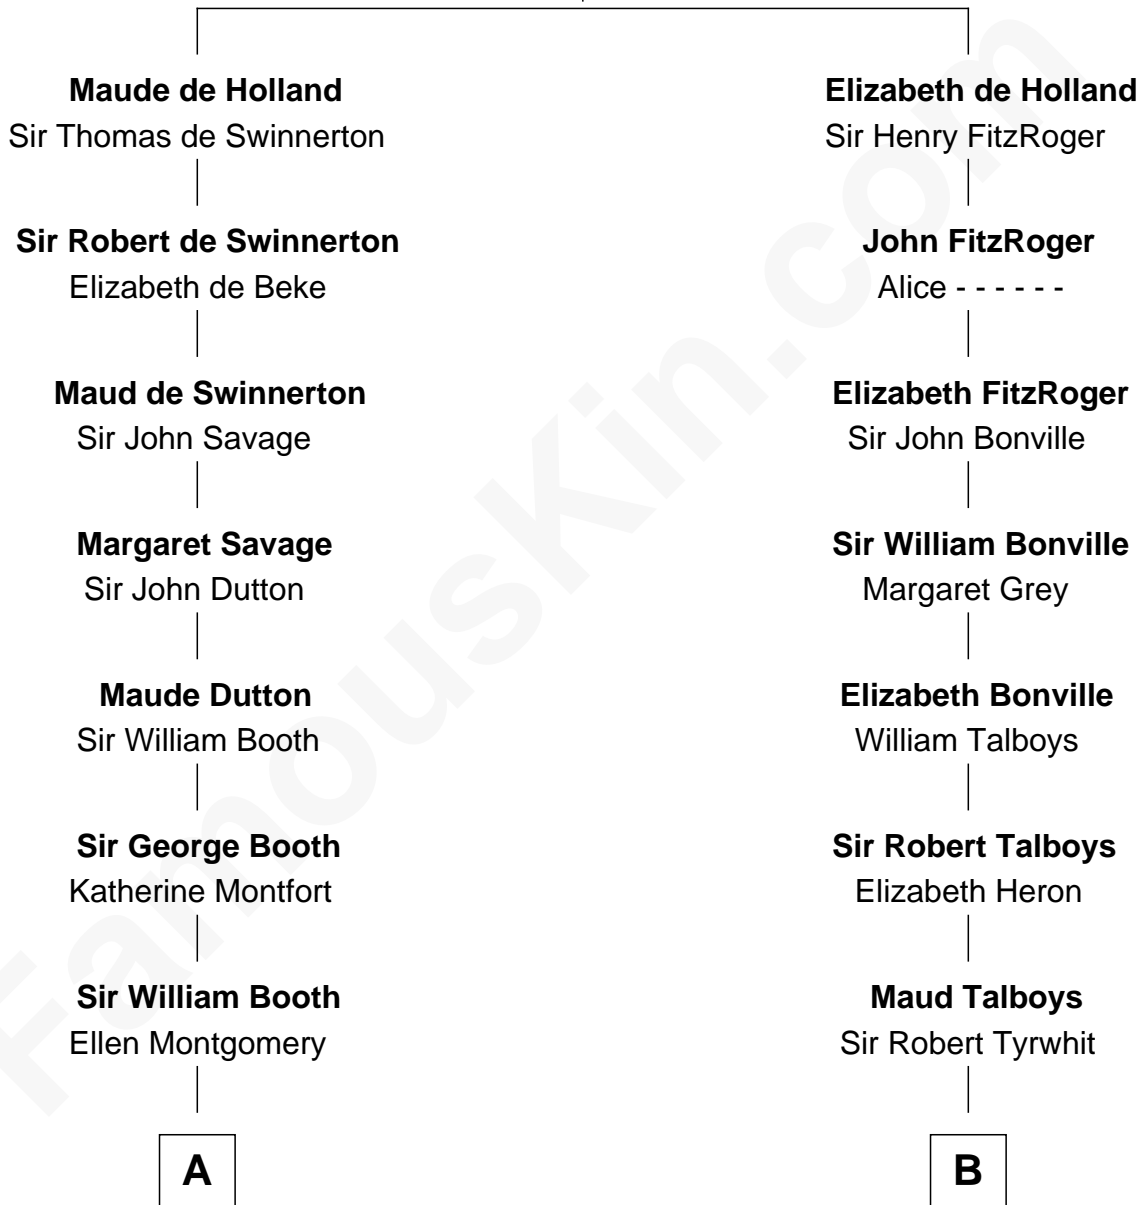 Maude de Holland
Sir Thomas de Swinnerton
Sir Robert de Swinnerton
Elizabeth de Beke
Maud de Swinnerton
Sir John Savage
Margaret Savage
Sir John Dutton
Maude Dutton
Sir William Booth
Sir George Booth
Katherine Montfort
Sir William Booth
Ellen Montgomery
A
Elizabeth de Holland
Sir Henry FitzRoger
John FitzRoger
Alice - - - - - -
Elizabeth FitzRoger
Sir John Bonville
Sir William Bonville
Margaret Grey
Elizabeth Bonville
William Talboys
Sir Robert Talboys
Elizabeth Heron
Maud Talboys
Sir Robert Tyrwhit
B
FamousKin.com